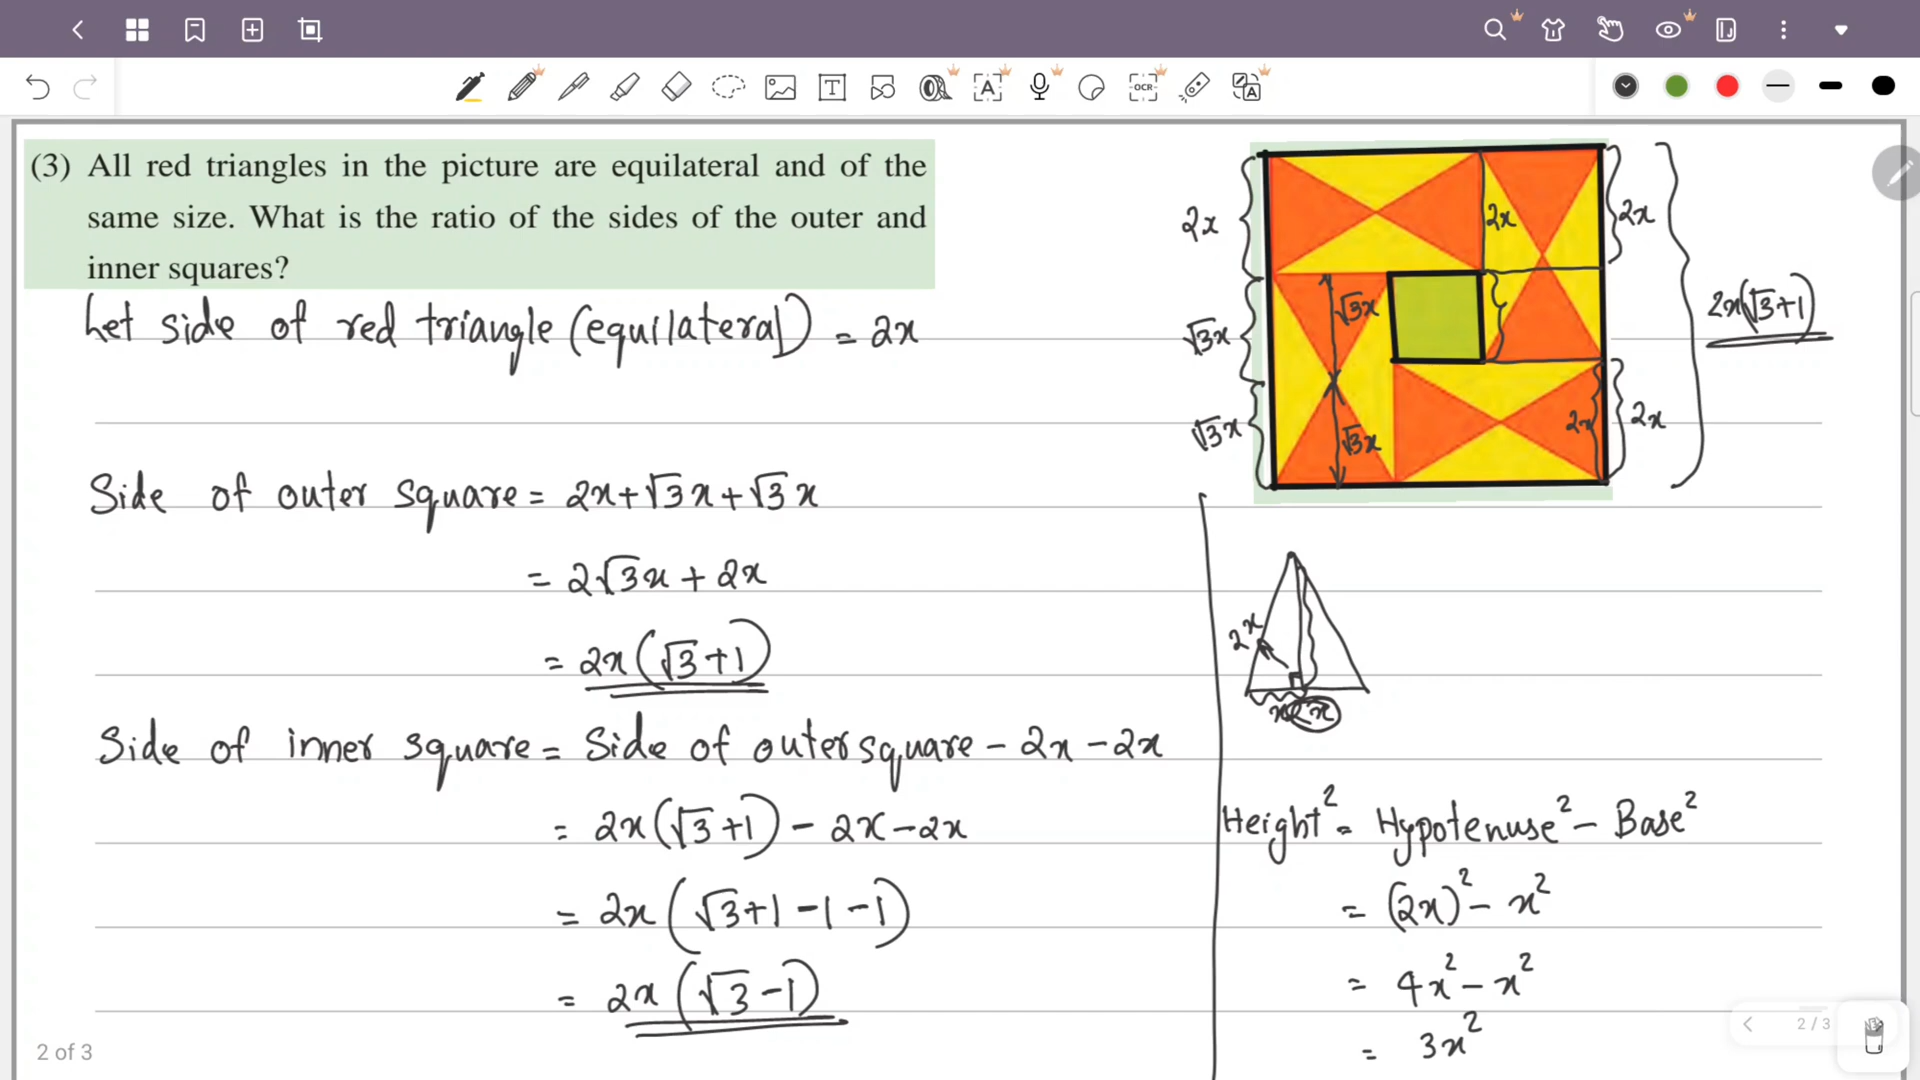 OCR
A
T
(3) All red triangles in the picture are equilateral and of the
same size. What is the ratio of the sides of the outer and
inner squares?
Let side of red triangle (equilateral) = 2x
Side of outer square = 2x+√3x+√3x
= 2√3x + 2x
= 2x(√3+1)
Side of inner square = Side of outer square - 2x - 2x
= 2x(√3+1) - 2x - 2x
= 2x(√3+1-1-1)
= 2x(√3-1)
2x
√3x
√3x
2x
√3x
√3x
2x
2x
2x
2x(√3+1)
2x
x
Height² = Hypotenuse² - Base²
= (2x)² - x²
= 4x² - x²
= 3x²
2 of 3
2 / 3